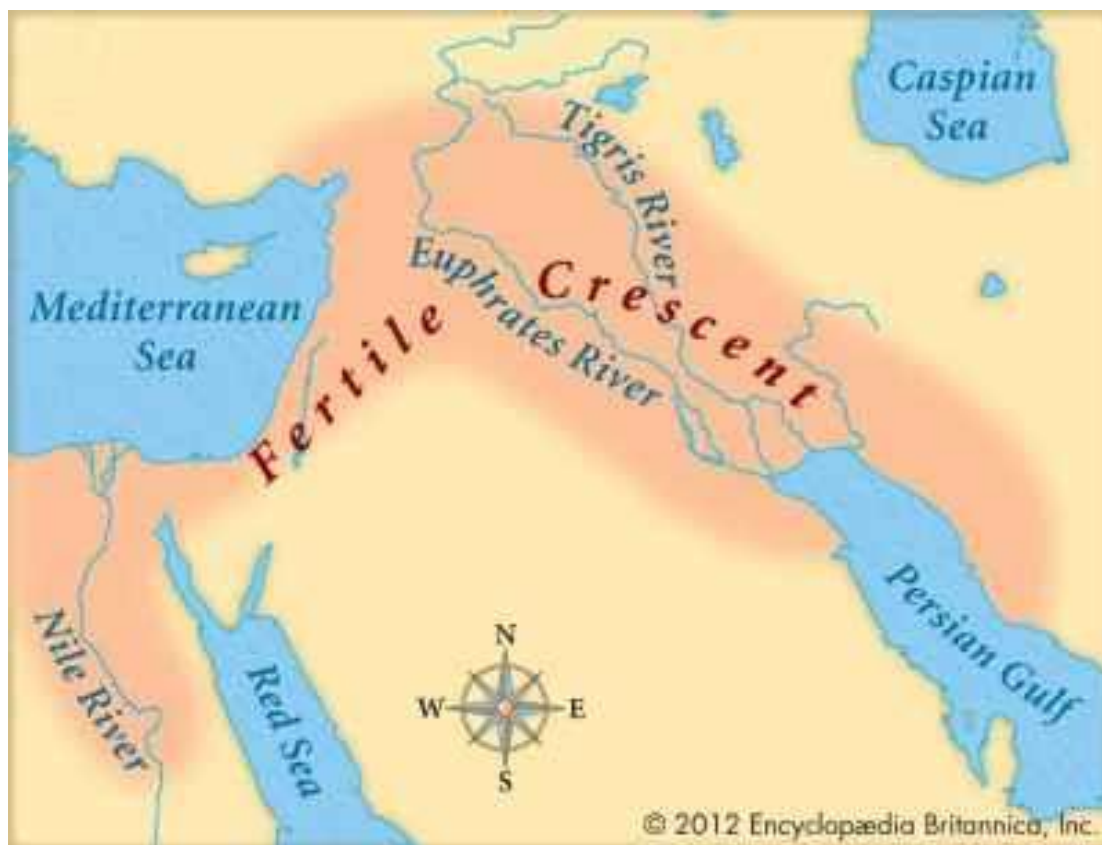 Caspian
Sea
Tigris River
Mediterranean
Sea
Euphrates River
Fertile Crescent
Nile River
Red Sea
Persian Gulf
N
W
E
S
© 2012 Encyclopædia Britannica, Inc.